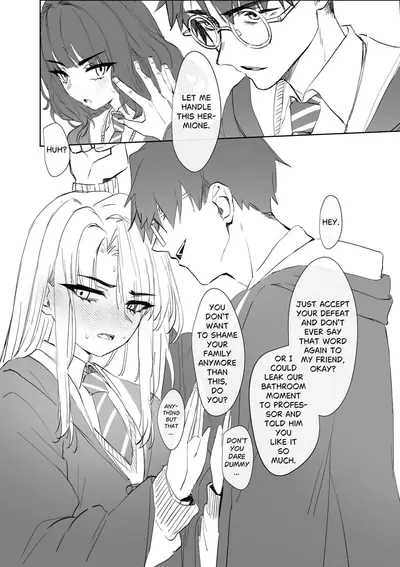 LET ME
HANDLE
THIS HER-
MIONE.
HUH?
HEY.
JUST ACCEPT
YOUR DEFEAT
AND DON'T
EVER SAY
THAT WORD
AGAIN TO
MY FRIEND,
OKAY?
OR I
COULD
LEAK OUR
BATHROOM
MOMENT
TO PROFES-
SOR AND
TOLD HIM
YOU
LIKE IT
SO
MUCH.
YOU
DON'T
WANT
TO SHAME
YOUR
FAMILY
ANYMORE
THAN
THIS,
DO YOU?
ANY-
THING
BUT THAT
...
DON'T
YOU
DARE
DUMMY
...